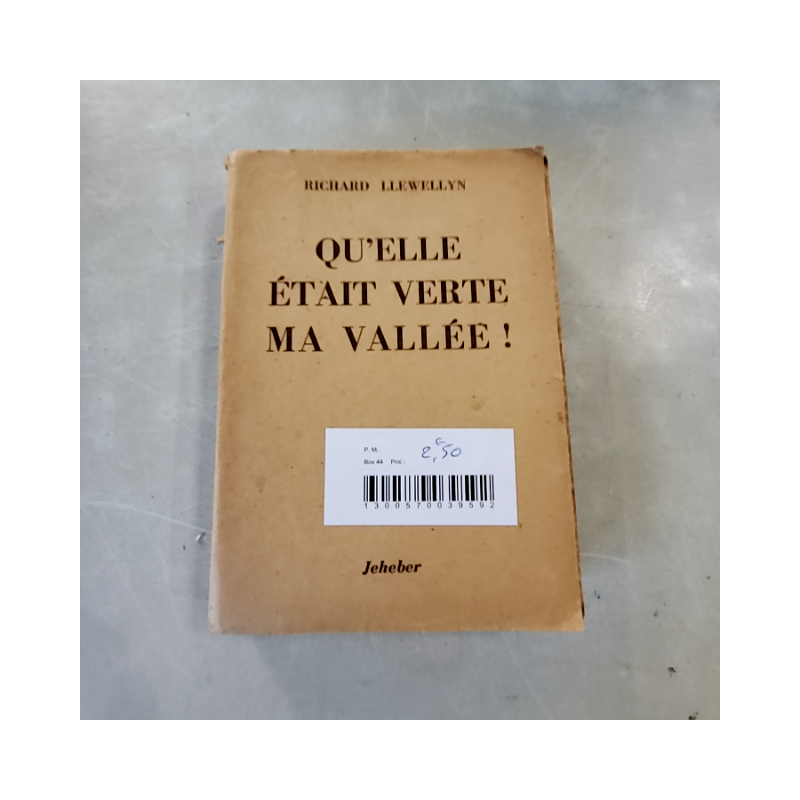 RICHARD LLEWELLYN
QU'ELLE
ÉTAIT VERTE
MA VALLÉE !
P. M.
Box 44 Prix : 2,50 €
1300570039592
Jeheber